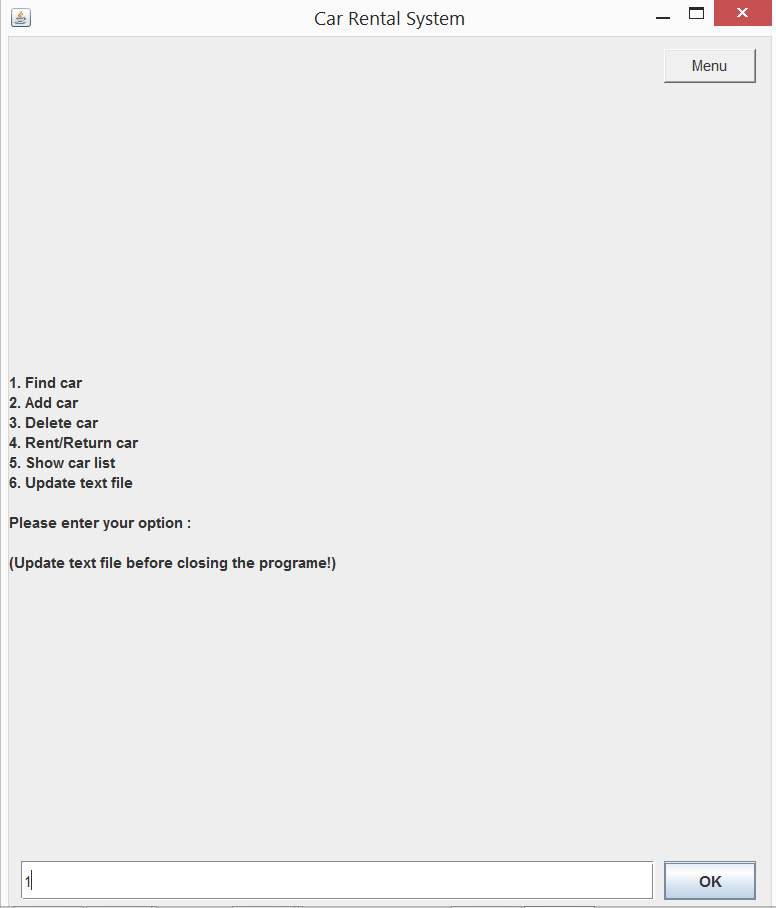 Car Rental System
Menu
1. Find car
2. Add car
3. Delete car
4. Rent/Return car
5. Show car list
6. Update text file
Please enter your option :
(Update text file before closing the programe!)
1
OK